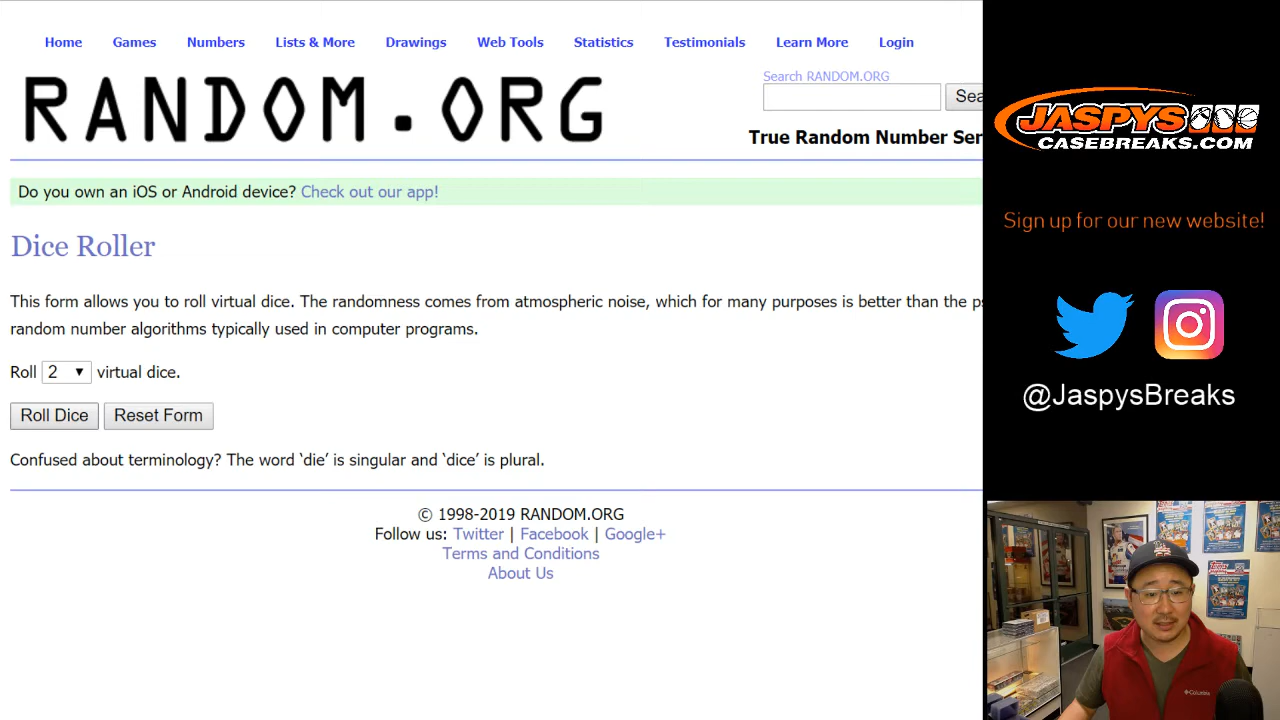 Home Games Numbers Lists & More Drawings Web Tools Statistics Testimonials Learn More Login
RANDOM.ORG
Search RANDOM.ORG
Sea
True Random Number Ser
Do you own an iOS or Android device? Check out our app!
Dice Roller
This form allows you to roll virtual dice. The randomness comes from atmospheric noise, which for many purposes is better than the ps
random number algorithms typically used in computer programs.
Roll 2 virtual dice.
Roll Dice Reset Form
Confused about terminology? The word ‘die’ is singular and ‘dice’ is plural.
© 1998-2019 RANDOM.ORG
Follow us: Twitter | Facebook | Google+
Terms and Conditions
About Us
JASPYS
CASEBREAKS.COM
Sign up for our new website!
@JaspysBreaks
Columbia